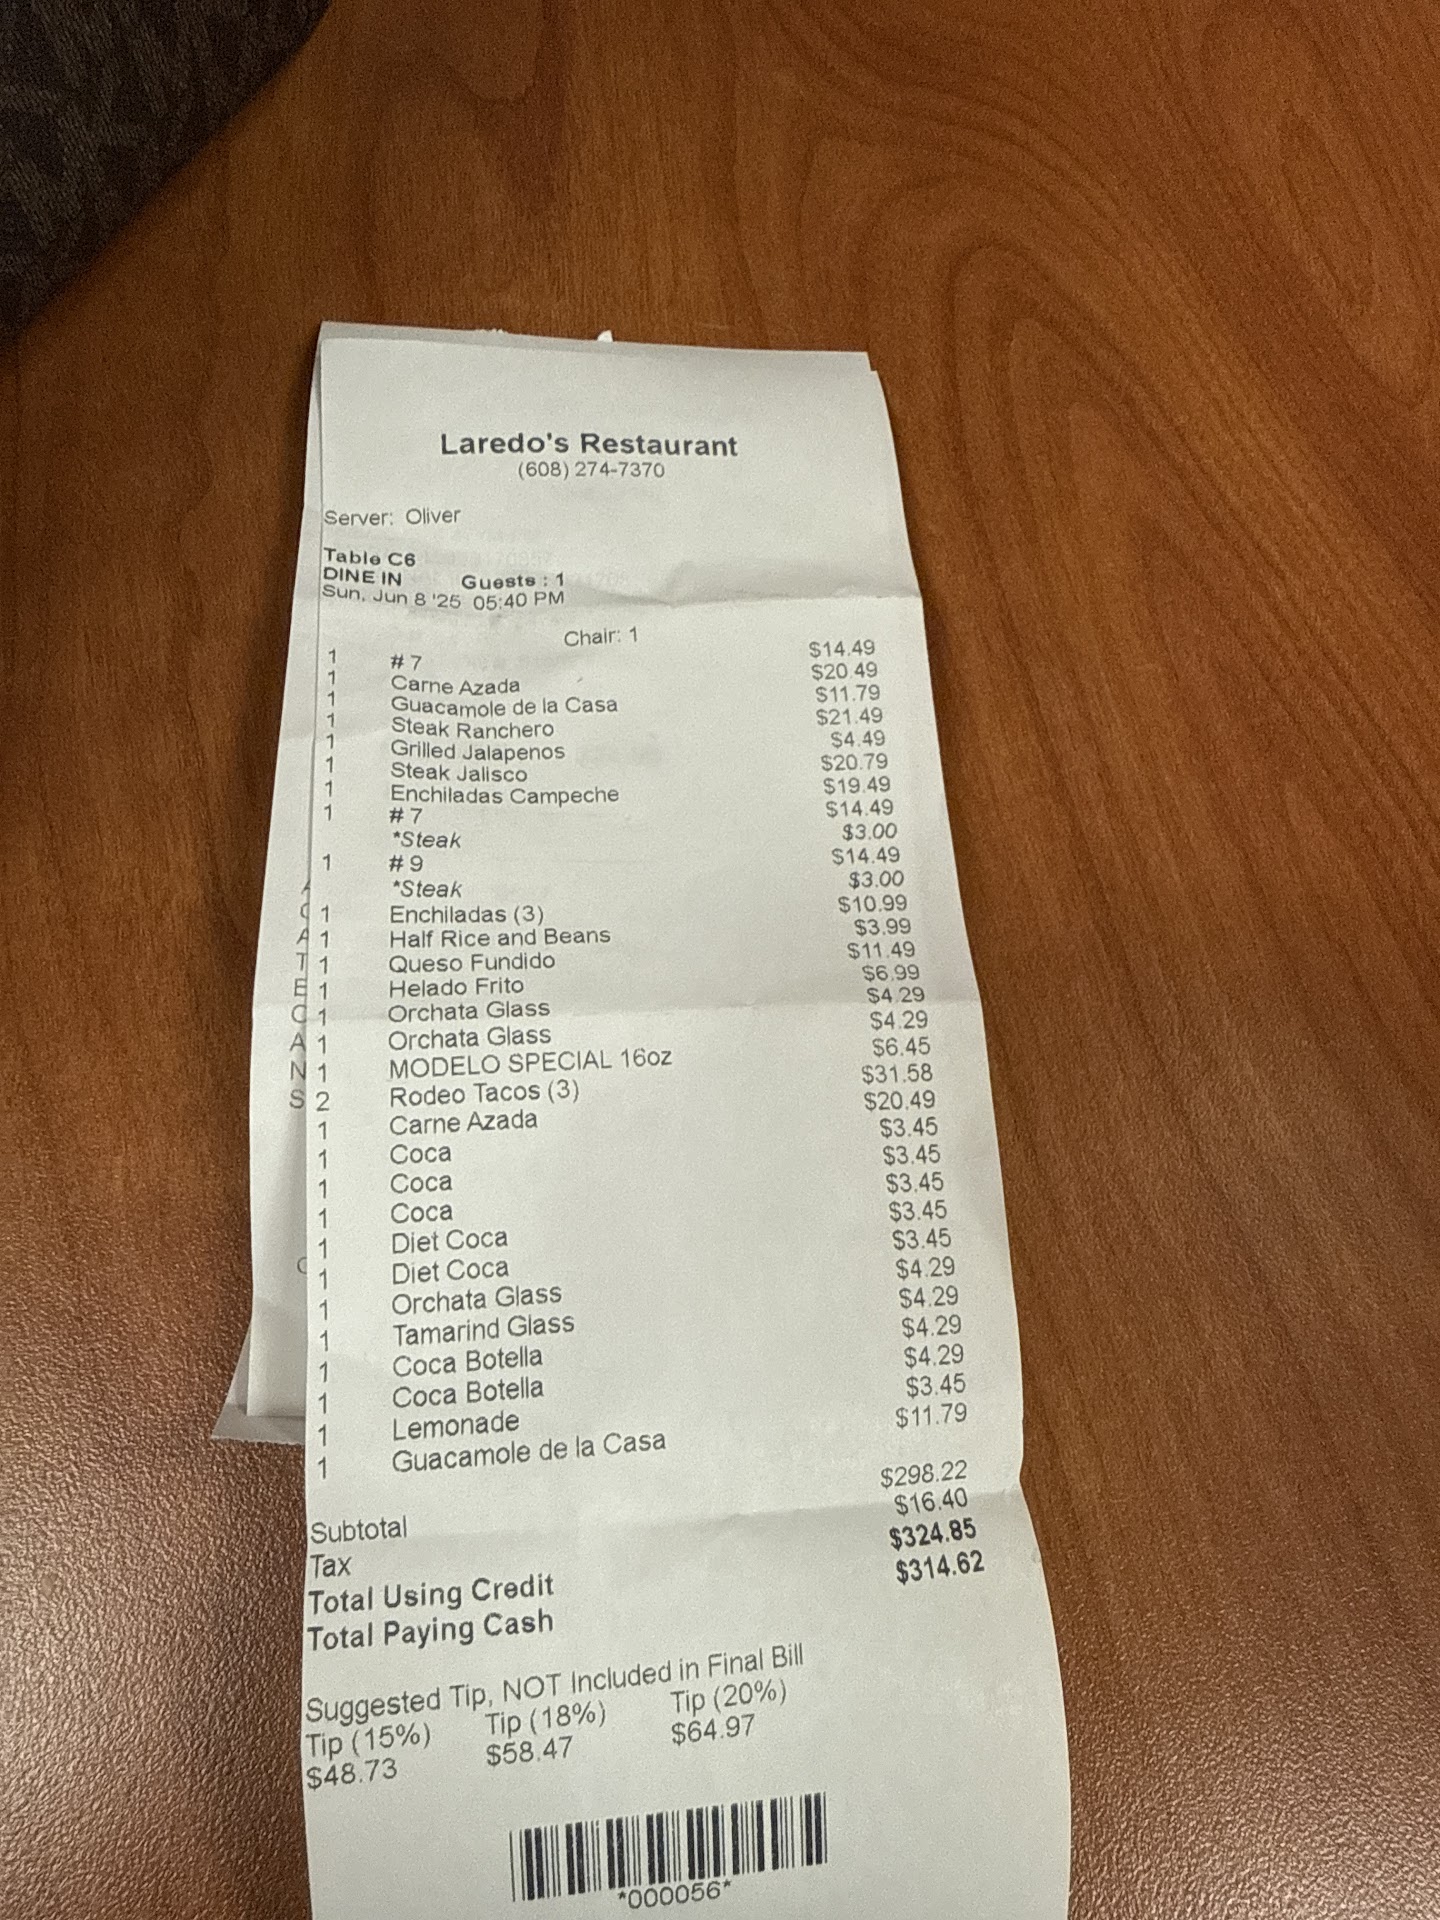 Laredo's Restaurant
(608) 274-7370
Server: Oliver
Table C6
DINE IN Guests : 1
Sun, Jun 8 '25 05:40 PM
Chair: 1
1 # 7 $14.49
1 Carne Azada $20.49
1 Guacamole de la Casa $11.79
1 Steak Ranchero $21.49
1 Grilled Jalapenos $4.49
1 Steak Jalisco $20.79
1 Enchiladas Campeche $19.49
1 # 7 $14.49
*Steak $3.00
1 # 9 $14.49
*Steak $3.00
1 Enchiladas (3) $10.99
1 Half Rice and Beans $3.99
1 Queso Fundido $11.49
1 Helado Frito $6.99
1 Orchata Glass $4.29
1 Orchata Glass $4.29
1 MODELO SPECIAL 16oz $6.45
2 Rodeo Tacos (3) $31.58
1 Carne Azada $20.49
1 Coca $3.45
1 Coca $3.45
1 Coca $3.45
1 Diet Coca $3.45
1 Diet Coca $3.45
1 Orchata Glass $4.29
1 Tamarind Glass $4.29
1 Coca Botella $4.29
1 Coca Botella $4.29
1 Lemonade $3.45
1 Guacamole de la Casa $11.79
Subtotal $298.22
Tax $16.40
Total Using Credit $324.85
Total Paying Cash $314.62
Suggested Tip, NOT Included in Final Bill
Tip (15%) Tip (18%) Tip (20%)
$48.73 $58.47 $64.97
*000056*